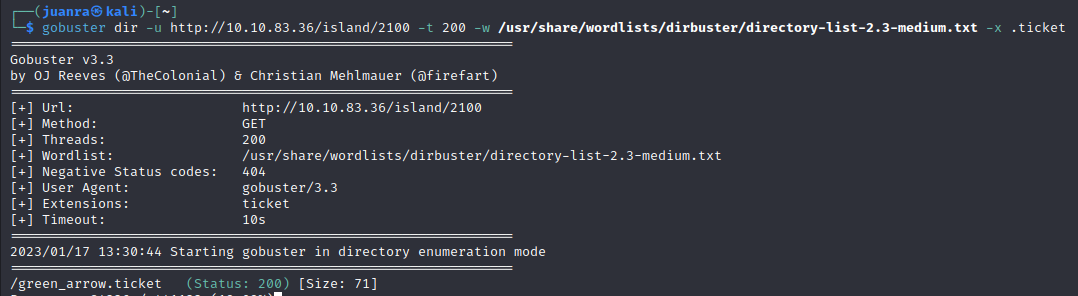 ┌──(juanra㉿kali)-[~]
└─$ gobuster dir -u http://10.10.83.36/island/2100 -t 200 -w /usr/share/wordlists/dirbuster/directory-list-2.3-medium.txt -x .ticket
===============================================================
Gobuster v3.3
by OJ Reeves (@TheColonial) & Christian Mehlmauer (@firefart)
===============================================================
[+] Url: http://10.10.83.36/island/2100
[+] Method: GET
[+] Threads: 200
[+] Wordlist: /usr/share/wordlists/dirbuster/directory-list-2.3-medium.txt
[+] Negative Status codes: 404
[+] User Agent: gobuster/3.3
[+] Extensions: ticket
[+] Timeout: 10s
===============================================================
2023/01/17 13:30:44 Starting gobuster in directory enumeration mode
===============================================================
/green_arrow.ticket (Status: 200) [Size: 71]